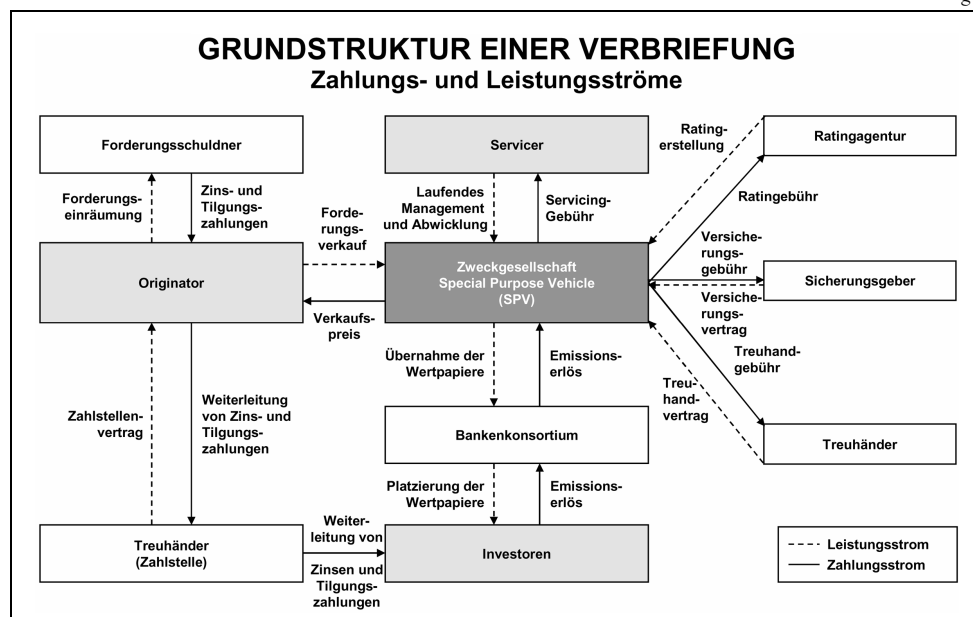 GRUNDSTRUKTUR EINER VERBRIEFUNG
Zahlungs- und Leistungsströme
Forderungsschuldner
Servicer
Ratingagentur
Rating-
erstellung
Ratingebühr
Forderungs-
einräumung
Zins- und
Tilgungs-
zahlungen
Forde-
rungs-
verkauf
Laufendes
Management
und Abwicklung
Servicing-
Gebühr
Originator
Zweckgesellschaft
Special Purpose Vehicle
(SPV)
Versiche-
rungs-
gebühr
Sicherungsgeber
Versiche-
rungs-
vertrag
Verkaufs-
preis
Übernahme der
Wertpapiere
Emissions-
erlös
Treuhand-
gebühr
Treu-
hand-
vertrag
Zahlstellen-
vertrag
Weiterleitung
von Zins- und
Tilgungs-
zahlungen
Bankenkonsortium
Treuhänder
Platzierung der
Wertpapiere
Emissions-
erlös
Treuhänder
(Zahlstelle)
Weiter-
leitung von
Zinsen und
Tilgungs-
zahlungen
Investoren
Leistungsstrom
Zahlungsstrom